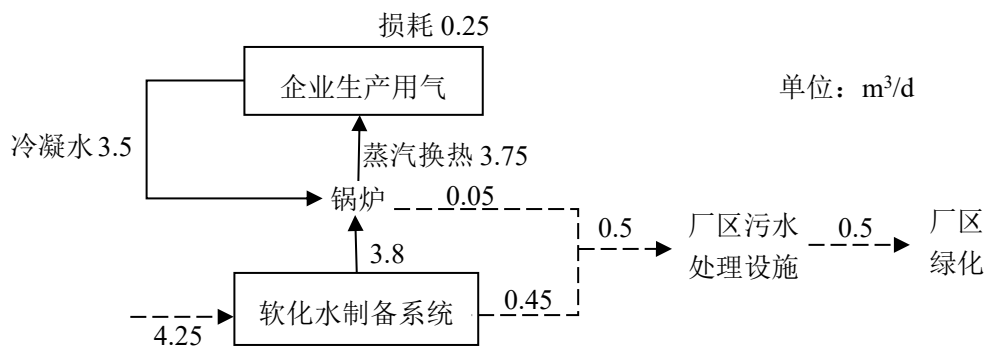 损耗 0.25
企业生产用气
单位：m³/d
冷凝水 3.5
蒸汽换热 3.75
锅炉
0.05
0.5
厂区污水
处理设施
0.5
厂区
绿化
3.8
软化水制备系统
0.45
4.25